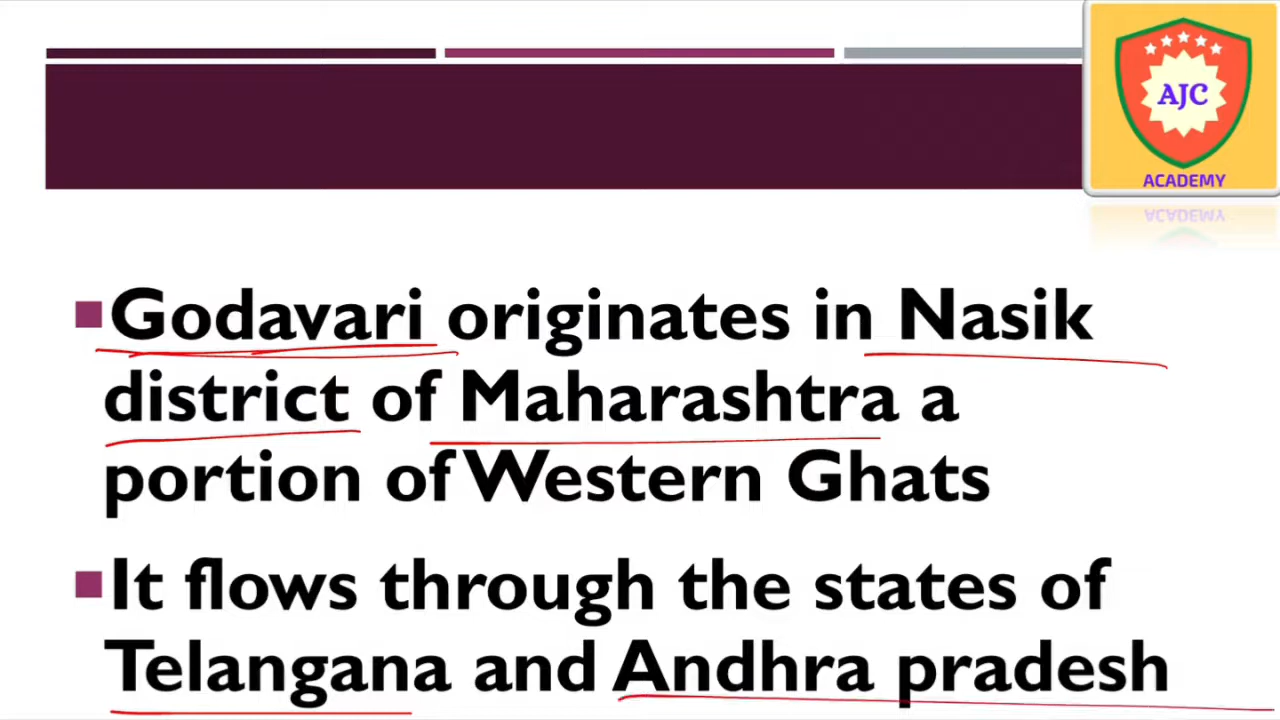 AJC
ACADEMY
Godavari originates in Nasik
district of Maharashtra a
portion of Western Ghats
It flows through the states of
Telangana and Andhra pradesh